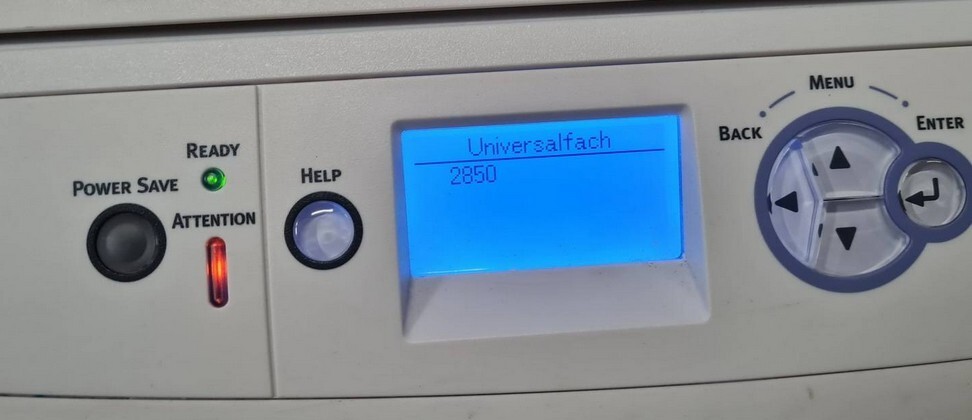 READY
POWER SAVE
ATTENTION
HELP
Universalfach
2850
MENU
BACK
ENTER